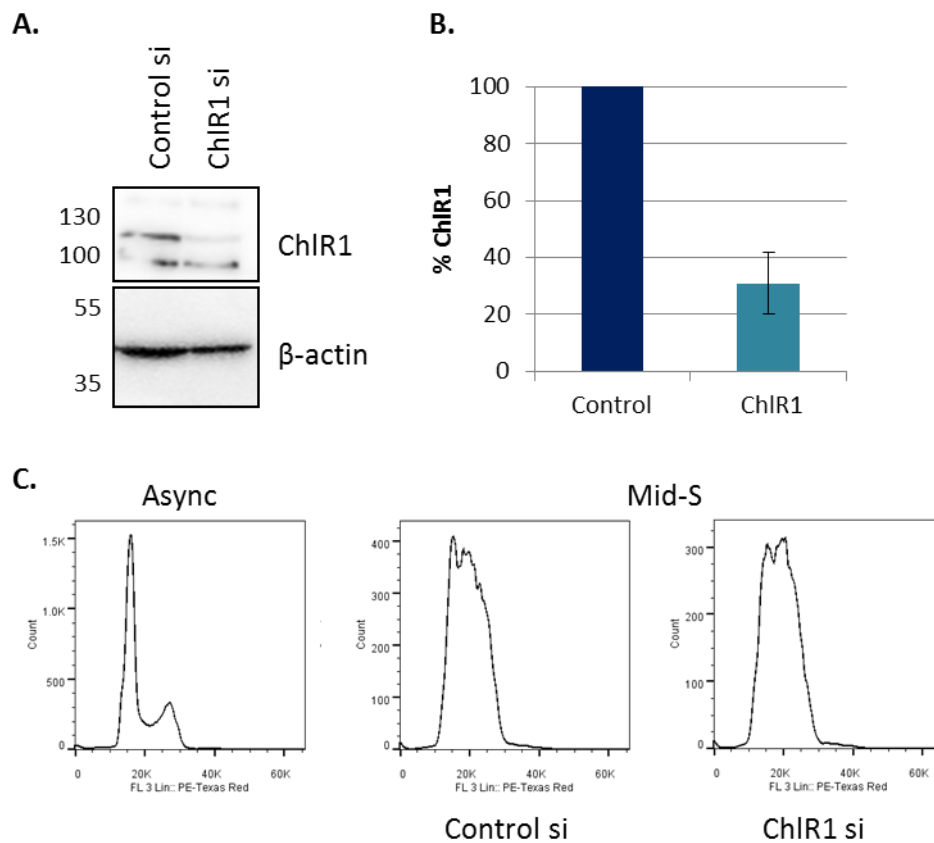 A.
Control si
ChlR1 si
130
100
ChlR1
55
35
β-actin
B.
% ChlR1
100
80
60
40
20
0
Control
ChlR1
C.
Async
Mid-S
1.5K
1.0K
500
0
Count
0 20K 40K 60K
FL 3 Lin:: PE-Texas Red
400
300
200
100
0
Count
0 20K 40K 60K
FL 3 Lin:: PE-Texas Red
Control si
300
200
100
0
Count
0 20K 40K 60K
FL 3 Lin:: PE-Texas Red
ChlR1 si